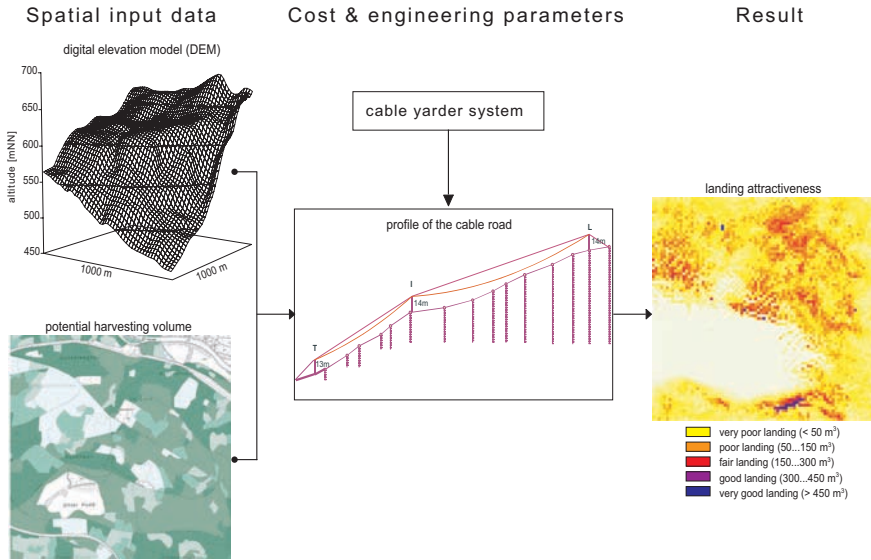 Spatial input data
Cost & engineering parameters
Result
digital elevation model (DEM)
700
650
600
550
500
450
altitude [mNN]
1000 m
1000 m
cable yarder system
profile of the cable road
L
14m
I
14m
T
13m
potential harvesting volume
landing attractiveness
very poor landing (< 50 m³)
poor landing (50...150 m³)
fair landing (150...300 m³)
good landing (300...450 m³)
very good landing (> 450 m³)